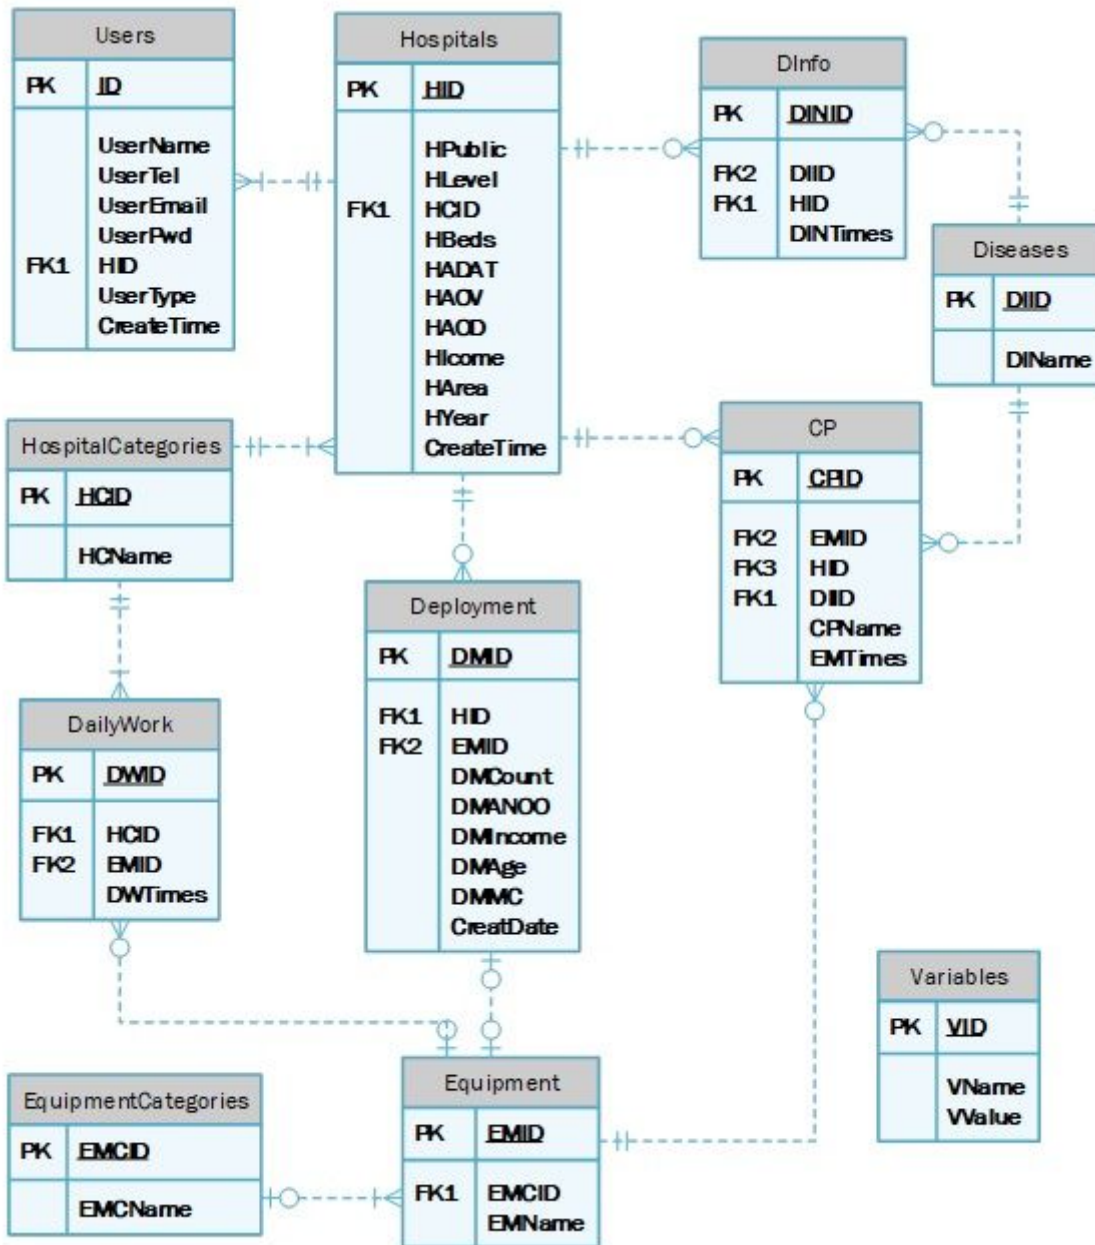 Users
PK ID
UserName
UserTel
UserEmail
UserPwd
FK1 HID
UserType
CreateTime
Hospitals
PK HID
HPublic
HLevel
FK1 HCID
HBeds
HADAT
HAOV
HAOD
HIcome
HArea
HYear
CreateTime
DInfo
PK DINID
FK2 DIID
FK1 HID
DINTimes
Diseases
PK DIID
DIName
HospitalCategories
PK HCID
HCName
CP
PK CPID
FK2 EMID
FK3 HID
FK1 DIID
CPName
EMTimes
Deployment
PK DMID
FK1 HID
FK2 EMID
DMCount
DMANOO
DMIncome
DMAge
DMMC
CreatDate
DailyWork
PK DWID
FK1 HCID
FK2 EMID
DWTimes
Variables
PK VID
VName
VValue
EquipmentCategories
PK EMCID
EMCName
Equipment
PK EMID
FK1 EMCID
EMName